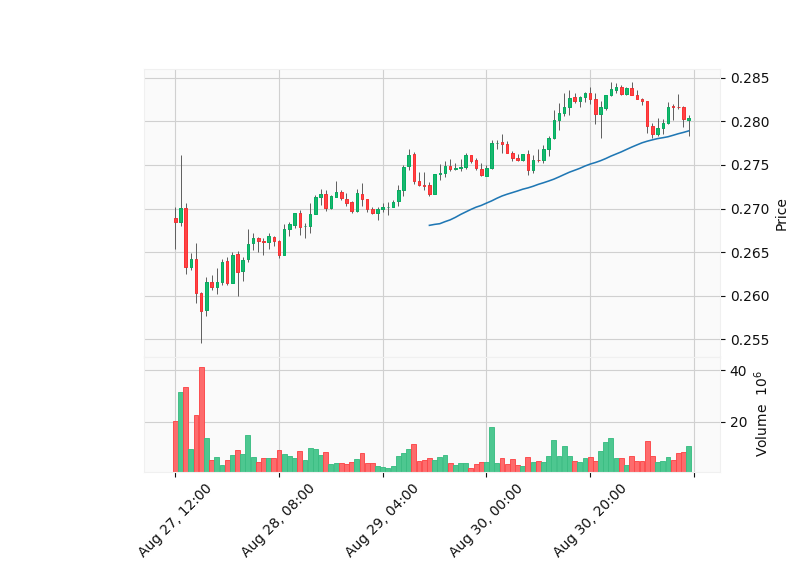 0.285
0.280
0.275
0.270
0.265
0.260
0.255
Price
40
20
Volume 10⁶
Aug 27, 12:00
Aug 28, 08:00
Aug 29, 04:00
Aug 30, 00:00
Aug 30, 20:00